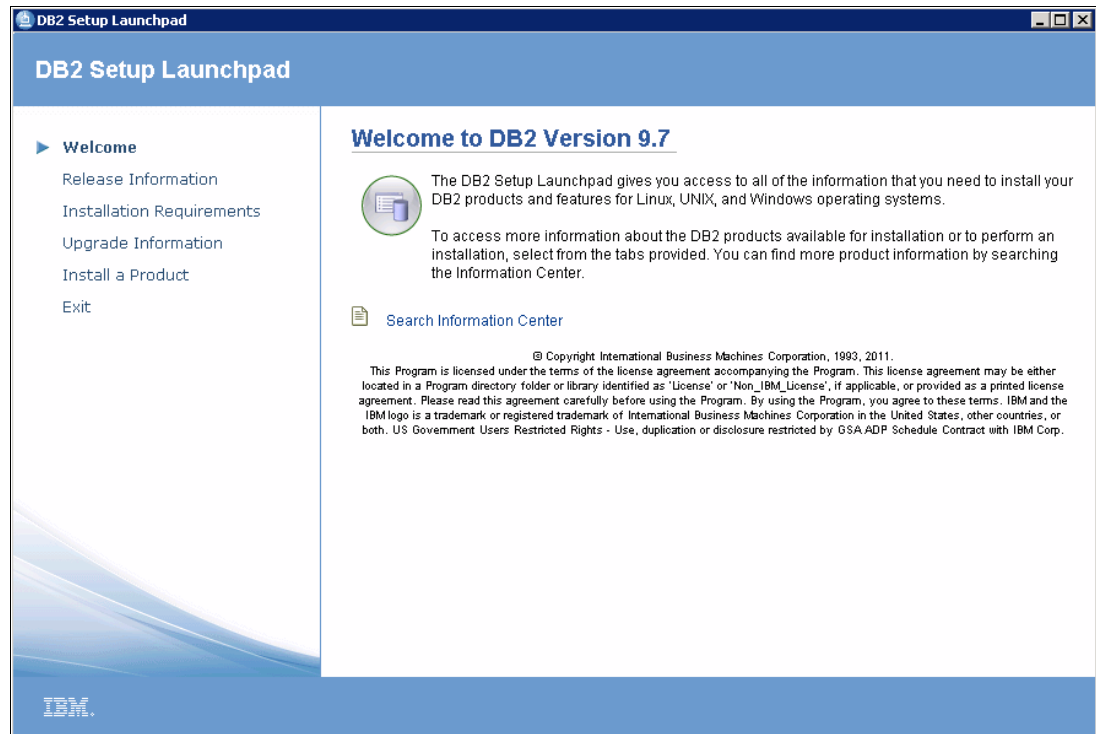 DB2 Setup Launchpad
DB2 Setup Launchpad
Welcome
Release Information
Installation Requirements
Upgrade Information
Install a Product
Exit
Welcome to DB2 Version 9.7
The DB2 Setup Launchpad gives you access to all of the information that you need to install your
DB2 products and features for Linux, UNIX, and Windows operating systems.
To access more information about the DB2 products available for installation or to perform an
installation, select from the tabs provided. You can find more product information by searching
the Information Center.
Search Information Center
© Copyright International Business Machines Corporation, 1993, 2011.
This Program is licensed under the terms of the license agreement accompanying the Program. This license agreement may be either
located in a Program directory folder or library identified as 'License' or 'Non_IBM_License', if applicable, or provided as a printed license
agreement. Please read this agreement carefully before using the Program. By using the Program, you agree to these terms. IBM and the
IBM logo is a trademark or registered trademark of International Business Machines Corporation in the United States, other countries, or
both. US Government Users Restricted Rights - Use, duplication or disclosure restricted by GSA ADP Schedule Contract with IBM Corp.
IBM.